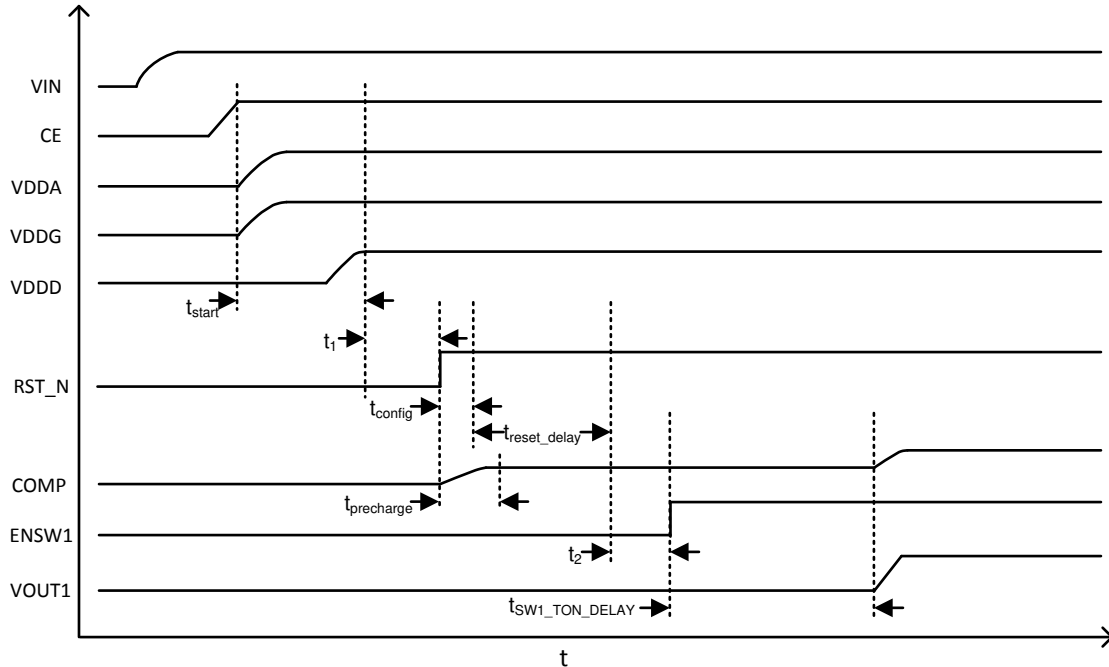 VIN
CE
VDDA
VDDG
VDDD
tstart
t1
RST_N
tconfig
treset_delay
COMP
tprecharge
ENSW1
t2
VOUT1
tSW1_TON_DELAY
t